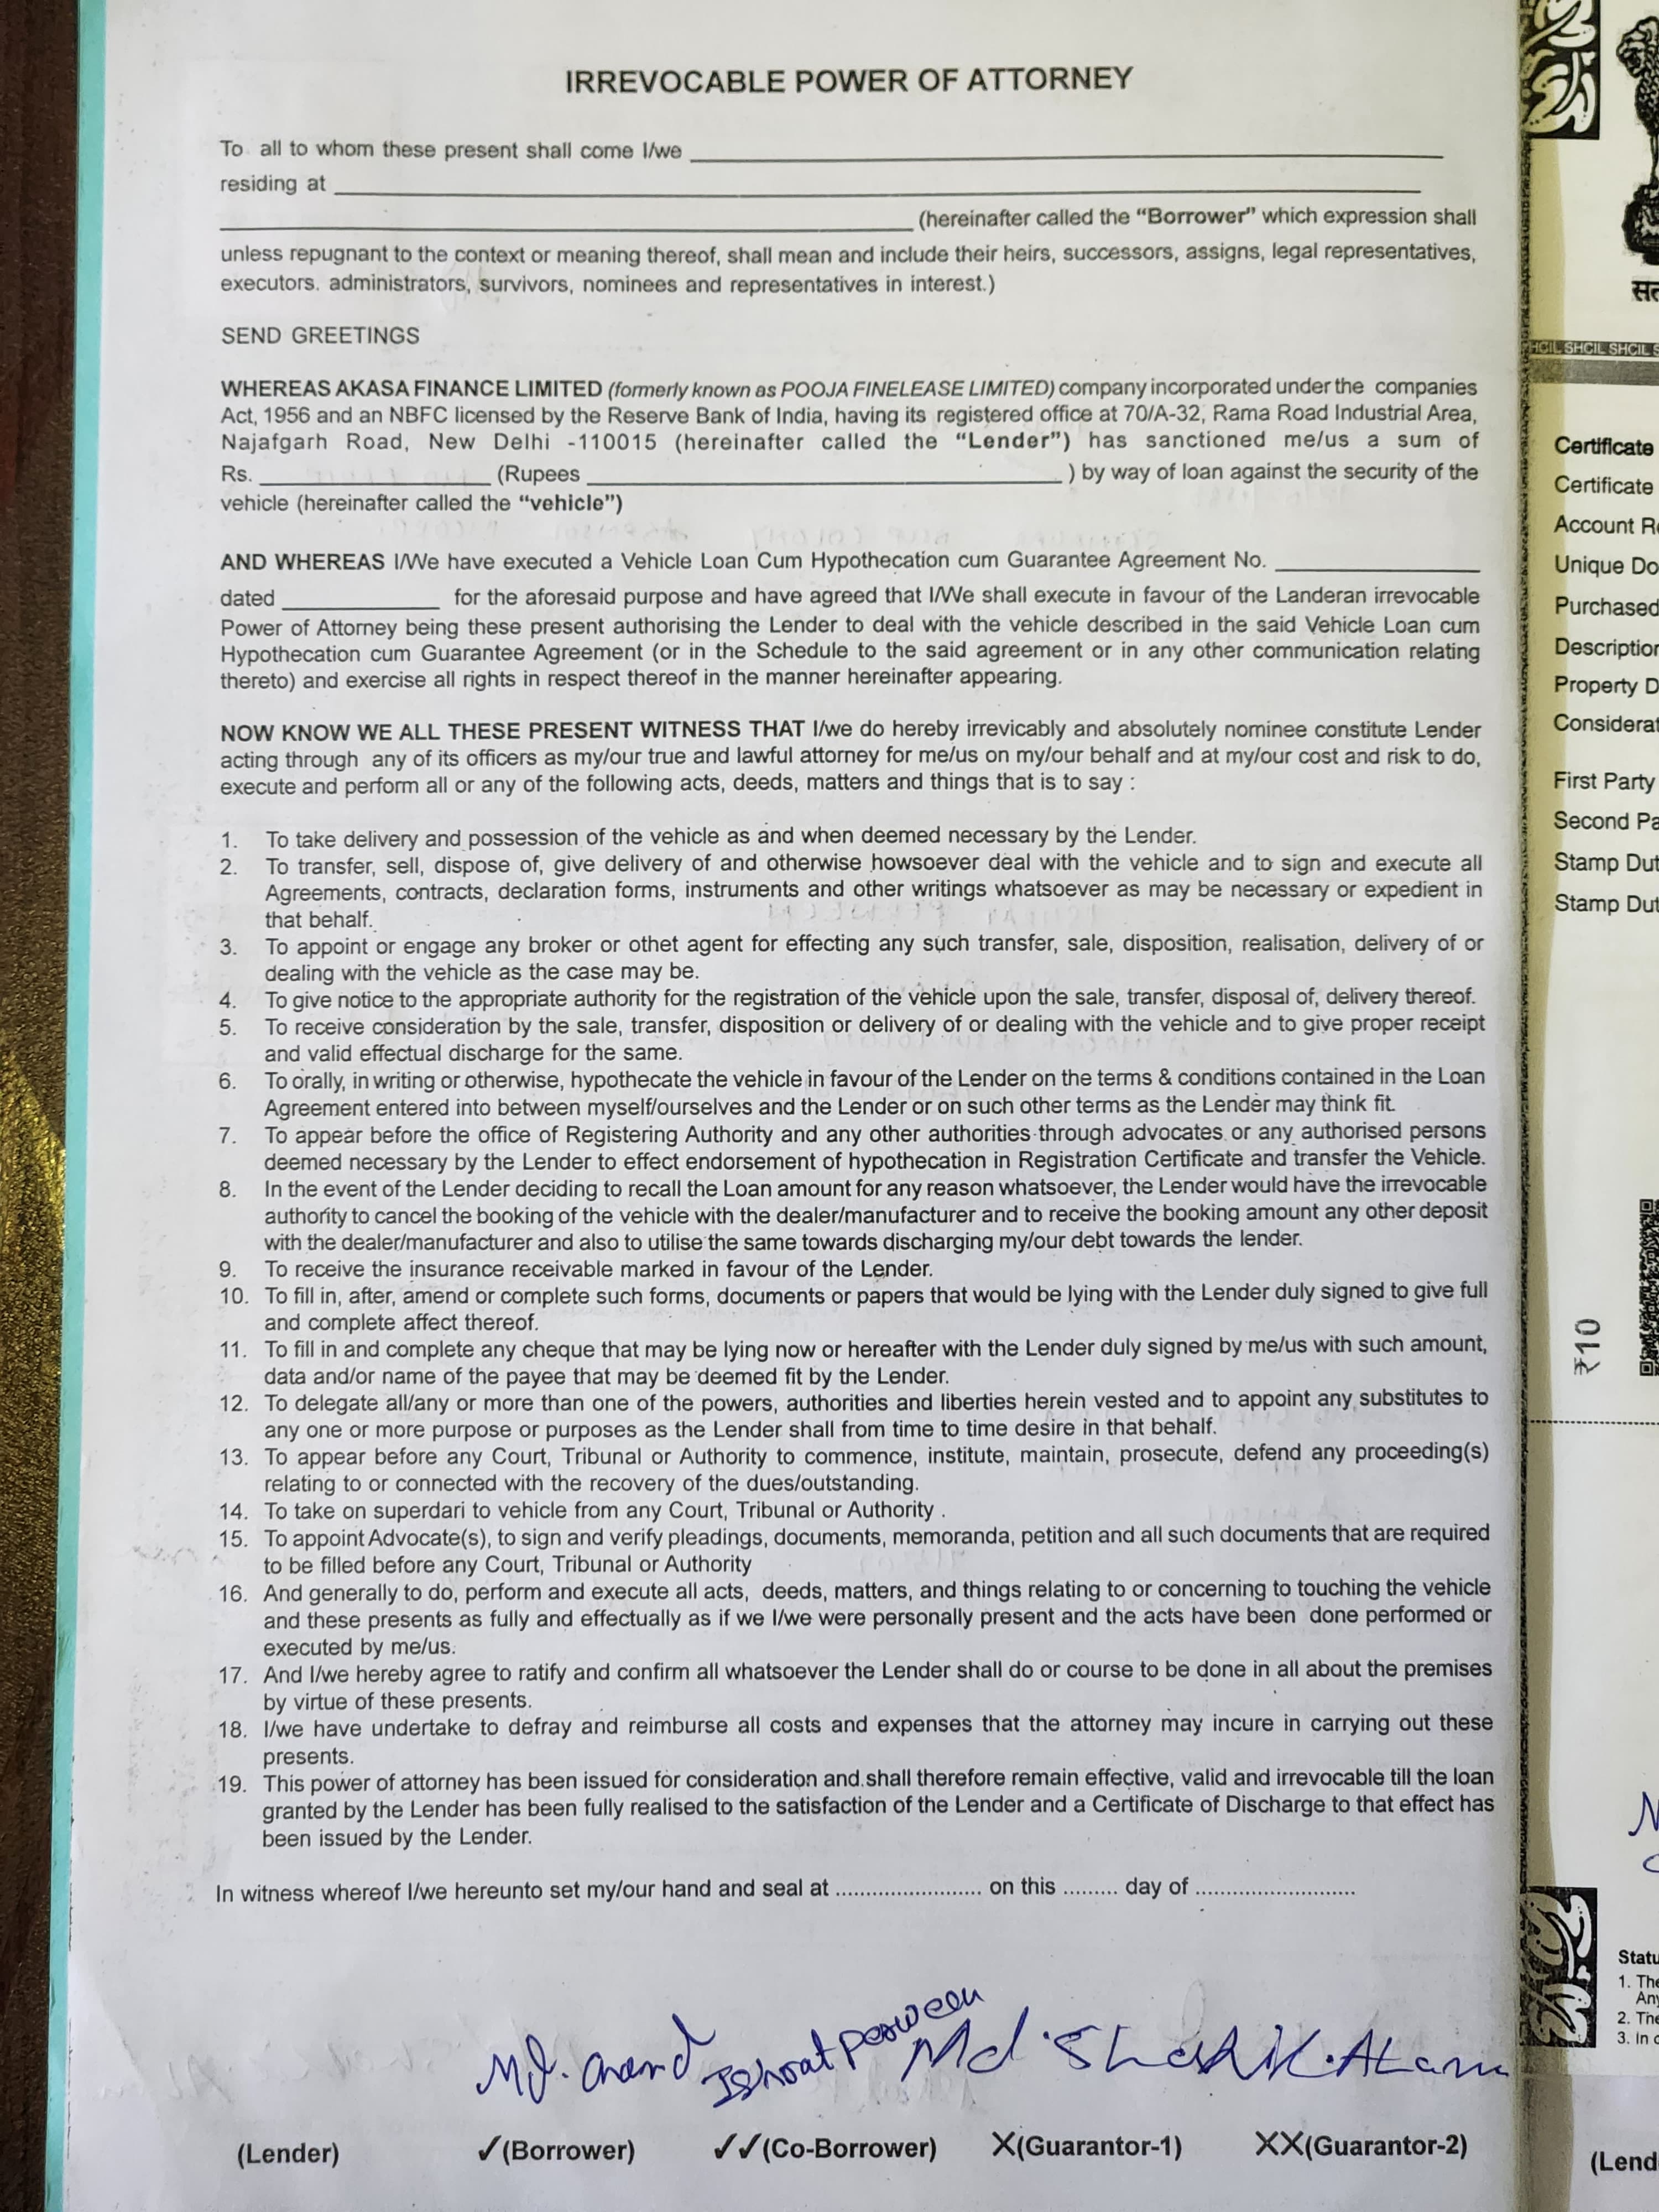 IRREVOCABLE POWER OF ATTORNEY
To all to whom these present shall come I/we
residing at
(hereinafter called the “Borrower” which expression shall
unless repugnant to the context or meaning thereof, shall mean and include their heirs, successors, assigns, legal representatives,
executors. administrators, survivors, nominees and representatives in interest.)
SEND GREETINGS
WHEREAS AKASA FINANCE LIMITED (formerly known as POOJA FINELEASE LIMITED) company incorporated under the companies
Act, 1956 and an NBFC licensed by the Reserve Bank of India, having its registered office at 70/A-32, Rama Road Industrial Area,
Najafgarh Road, New Delhi -110015 (hereinafter called the “Lender”) has sanctioned me/us a sum of
Rs. (Rupees ) by way of loan against the security of the
vehicle (hereinafter called the “vehicle”)
AND WHEREAS I/We have executed a Vehicle Loan Cum Hypothecation cum Guarantee Agreement No.
dated for the aforesaid purpose and have agreed that I/We shall execute in favour of the Landeran irrevocable
Power of Attorney being these present authorising the Lender to deal with the vehicle described in the said Vehicle Loan cum
Hypothecation cum Guarantee Agreement (or in the Schedule to the said agreement or in any other communication relating
thereto) and exercise all rights in respect thereof in the manner hereinafter appearing.
NOW KNOW WE ALL THESE PRESENT WITNESS THAT I/we do hereby irrevicably and absolutely nominee constitute Lender
acting through any of its officers as my/our true and lawful attorney for me/us on my/our behalf and at my/our cost and risk to do,
execute and perform all or any of the following acts, deeds, matters and things that is to say :
1. To take delivery and possession of the vehicle as and when deemed necessary by the Lender.
2. To transfer, sell, dispose of, give delivery of and otherwise howsoever deal with the vehicle and to sign and execute all
Agreements, contracts, declaration forms, instruments and other writings whatsoever as may be necessary or expedient in
that behalf.
3. To appoint or engage any broker or othet agent for effecting any such transfer, sale, disposition, realisation, delivery of or
dealing with the vehicle as the case may be.
4. To give notice to the appropriate authority for the registration of the vehicle upon the sale, transfer, disposal of, delivery thereof.
5. To receive consideration by the sale, transfer, disposition or delivery of or dealing with the vehicle and to give proper receipt
and valid effectual discharge for the same.
6. To orally, in writing or otherwise, hypothecate the vehicle in favour of the Lender on the terms & conditions contained in the Loan
Agreement entered into between myself/ourselves and the Lender or on such other terms as the Lender may think fit.
7. To appear before the office of Registering Authority and any other authorities through advocates or any authorised persons
deemed necessary by the Lender to effect endorsement of hypothecation in Registration Certificate and transfer the Vehicle.
8. In the event of the Lender deciding to recall the Loan amount for any reason whatsoever, the Lender would have the irrevocable
authority to cancel the booking of the vehicle with the dealer/manufacturer and to receive the booking amount any other deposit
with the dealer/manufacturer and also to utilise the same towards discharging my/our debt towards the lender.
9. To receive the insurance receivable marked in favour of the Lender.
10. To fill in, after, amend or complete such forms, documents or papers that would be lying with the Lender duly signed to give full
and complete affect thereof.
11. To fill in and complete any cheque that may be lying now or hereafter with the Lender duly signed by me/us with such amount,
data and/or name of the payee that may be deemed fit by the Lender.
12. To delegate all/any or more than one of the powers, authorities and liberties herein vested and to appoint any substitutes to
any one or more purpose or purposes as the Lender shall from time to time desire in that behalf.
13. To appear before any Court, Tribunal or Authority to commence, institute, maintain, prosecute, defend any proceeding(s)
relating to or connected with the recovery of the dues/outstanding.
14. To take on superdari to vehicle from any Court, Tribunal or Authority .
15. To appoint Advocate(s), to sign and verify pleadings, documents, memoranda, petition and all such documents that are required
to be filled before any Court, Tribunal or Authority
16. And generally to do, perform and execute all acts, deeds, matters, and things relating to or concerning to touching the vehicle
and these presents as fully and effectually as if we I/we were personally present and the acts have been done performed or
executed by me/us.
17. And I/we hereby agree to ratify and confirm all whatsoever the Lender shall do or course to be done in all about the premises
by virtue of these presents.
18. I/we have undertake to defray and reimburse all costs and expenses that the attorney may incure in carrying out these
presents.
19. This power of attorney has been issued for consideration and shall therefore remain effective, valid and irrevocable till the loan
granted by the Lender has been fully realised to the satisfaction of the Lender and a Certificate of Discharge to that effect has
been issued by the Lender.
In witness whereof I/we hereunto set my/our hand and seal at ........................ on this ......... day of ..........................
Md. Anand Ishrat Perween Md Sharik Alam
(Lender) ✓(Borrower) ✓✓(Co-Borrower) X(Guarantor-1) XX(Guarantor-2)
HCIL SHCIL SHCIL
Certificate
Certificate
Account
Unique
Purchased
Description
Property
First Party
Second
Stamp
Stamp
₹10
1. The
2. The
3. In